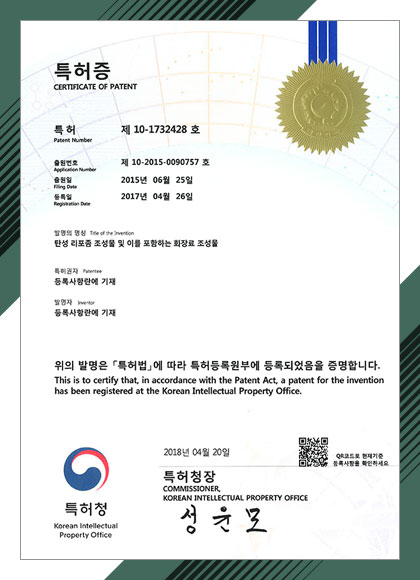 특허증
CERTIFICATE OF PATENT
특 허 제 10-1732428 호
Patent Number
출원번호 제 10-2015-0090757 호
Application Number
출원일 2015년 06월 25일
Filing Date
등록일 2017년 04월 26일
Registration Date
발명의 명칭 Title of the Invention
탄성 리포좀 조성물 및 이를 포함하는 화장료 조성물
특허권자 Patentee
등록사항란에 기재
발명자 Inventor
등록사항란에 기재
위의 발명은 「특허법」에 따라 특허등록원부에 등록되었음을 증명합니다.
This is to certify that, in accordance with the Patent Act, a patent for the invention
has been registered at the Korean Intellectual Property Office.
2018년 04월 20일
QR코드로 현재기준
등록사항을 확인하세요
특허청장
COMMISSIONER,
KOREAN INTELLECTUAL PROPERTY OFFICE
성윤모
특허청
Korean Intellectual
Property Office